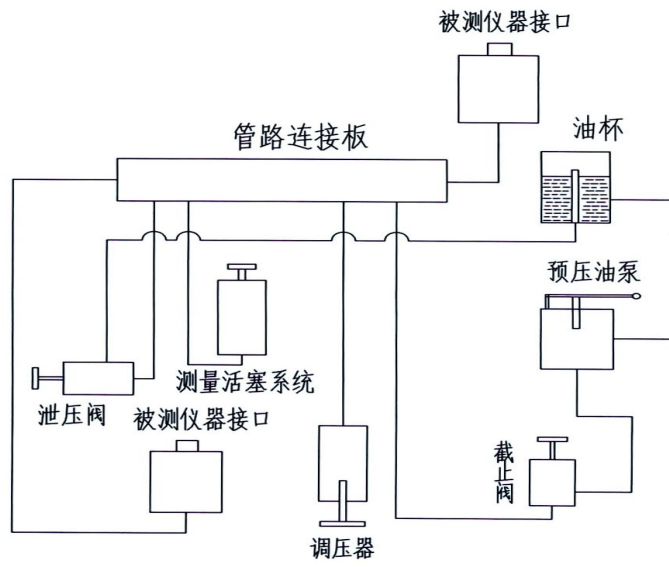 被测仪器接口
管路连接板
油杯
预压油泵
测量活塞系统
泄压阀
被测仪器接口
截止阀
调压器